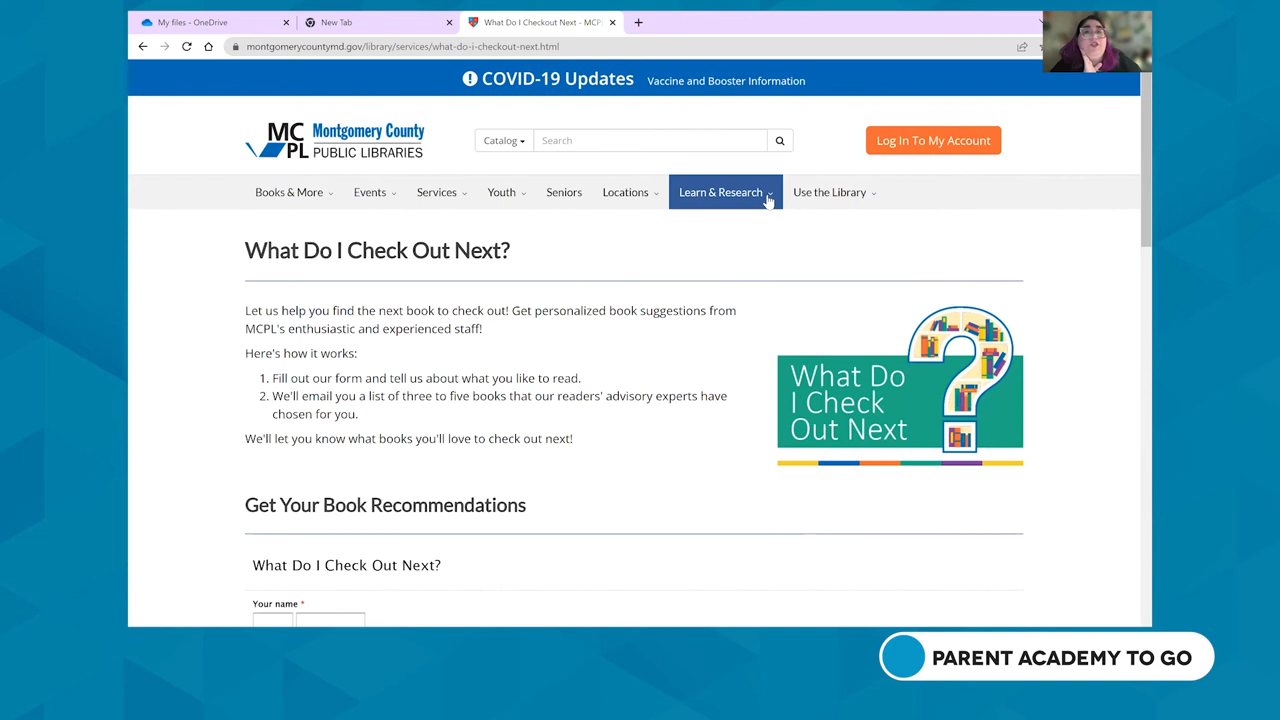 My files - OneDrive
New Tab
What Do I Checkout Next - MCPL
montgomerycountymd.gov/library/services/what-do-i-checkout-next.html
COVID-19 Updates Vaccine and Booster Information
MC PL Montgomery County PUBLIC LIBRARIES
Catalog Search
Log In To My Account
Books & More Events Services Youth Seniors Locations Learn & Research Use the Library
What Do I Check Out Next?
Let us help you find the next book to check out! Get personalized book suggestions from
MCPL's enthusiastic and experienced staff!
Here's how it works:
1. Fill out our form and tell us about what you like to read.
2. We'll email you a list of three to five books that our readers' advisory experts have
chosen for you.
We'll let you know what books you'll love to check out next!
What Do
I Check
Out Next
Get Your Book Recommendations
What Do I Check Out Next?
Your name *
PARENT ACADEMY TO GO